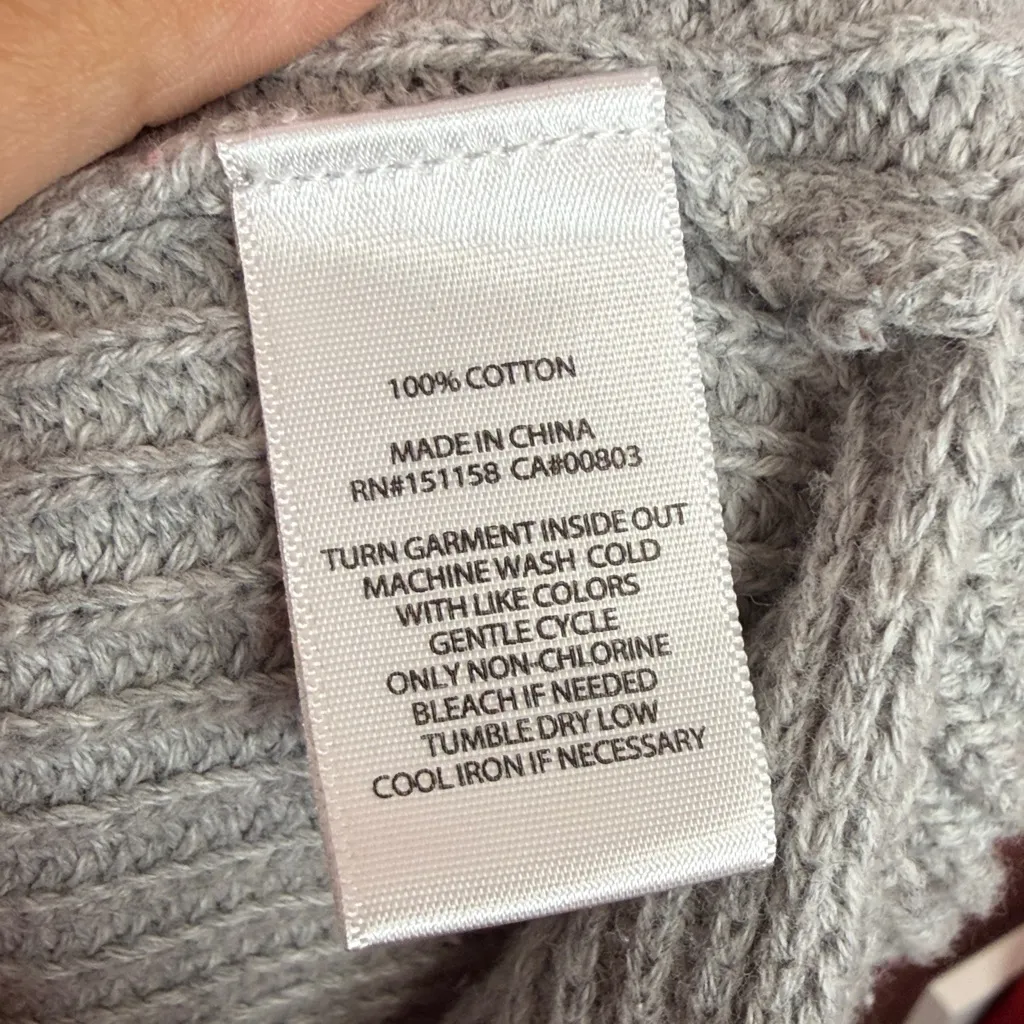 100% COTTON
MADE IN CHINA
RN#151158 CA#00803
TURN GARMENT INSIDE OUT
MACHINE WASH COLD
WITH LIKE COLORS
GENTLE CYCLE
ONLY NON-CHLORINE
BLEACH IF NEEDED
TUMBLE DRY LOW
COOL IRON IF NECESSARY